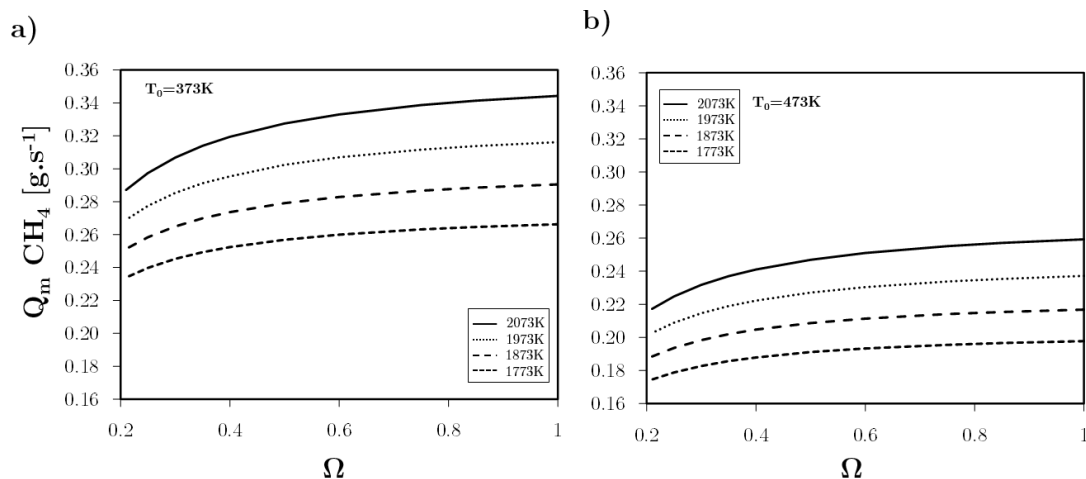 a)
T₀=373K
0.36
0.34
0.32
0.30
0.28
0.26
0.24
0.22
0.20
0.18
0.16
Qₘ CH₄ [g.s⁻¹]
2073K
1973K
1873K
1773K
0.2
0.4
0.6
0.8
1
Ω
b)
T₀=473K
0.36
0.34
0.32
0.30
0.28
0.26
0.24
0.22
0.20
0.18
0.16
2073K
1973K
1873K
1773K
0.2
0.4
0.6
0.8
1
Ω